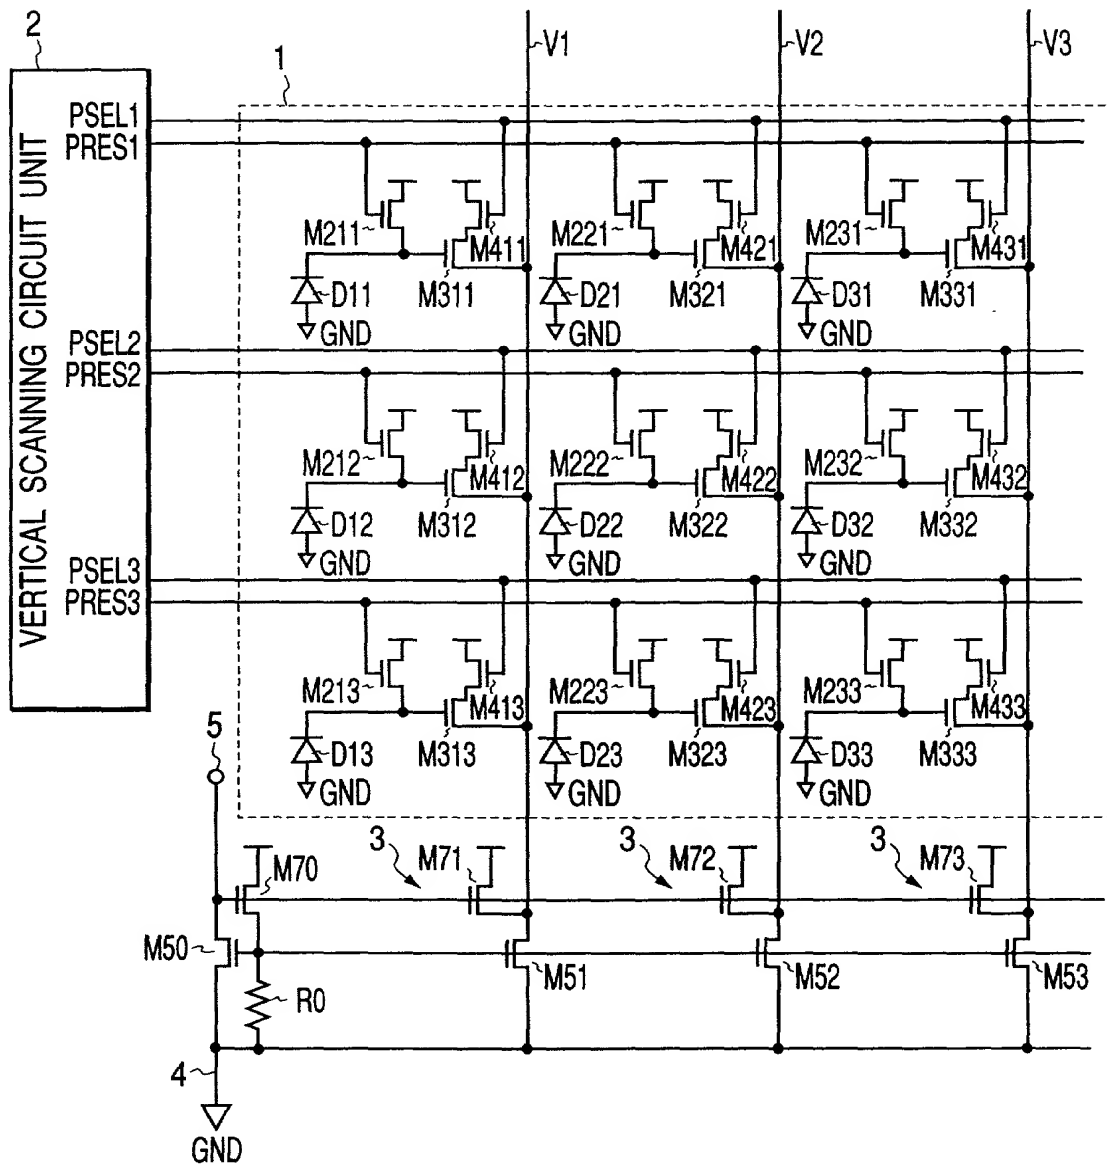 2
V1
V2
V3
1
VERTICAL SCANNING CIRCUIT UNIT
PSEL1
PRES1
M211
M411
M221
M421
M231
M431
D11
M311
D21
M321
D31
M331
GND
GND
GND
PSEL2
PRES2
M212
M412
M222
M422
M232
M432
D12
M312
D22
M322
D32
M332
GND
GND
GND
PSEL3
PRES3
M213
M413
M223
M423
M233
M433
5
D13
M313
D23
M323
D33
M333
GND
GND
GND
M70
3
M71
3
M72
3
M73
M50
M51
M52
M53
R0
4
GND